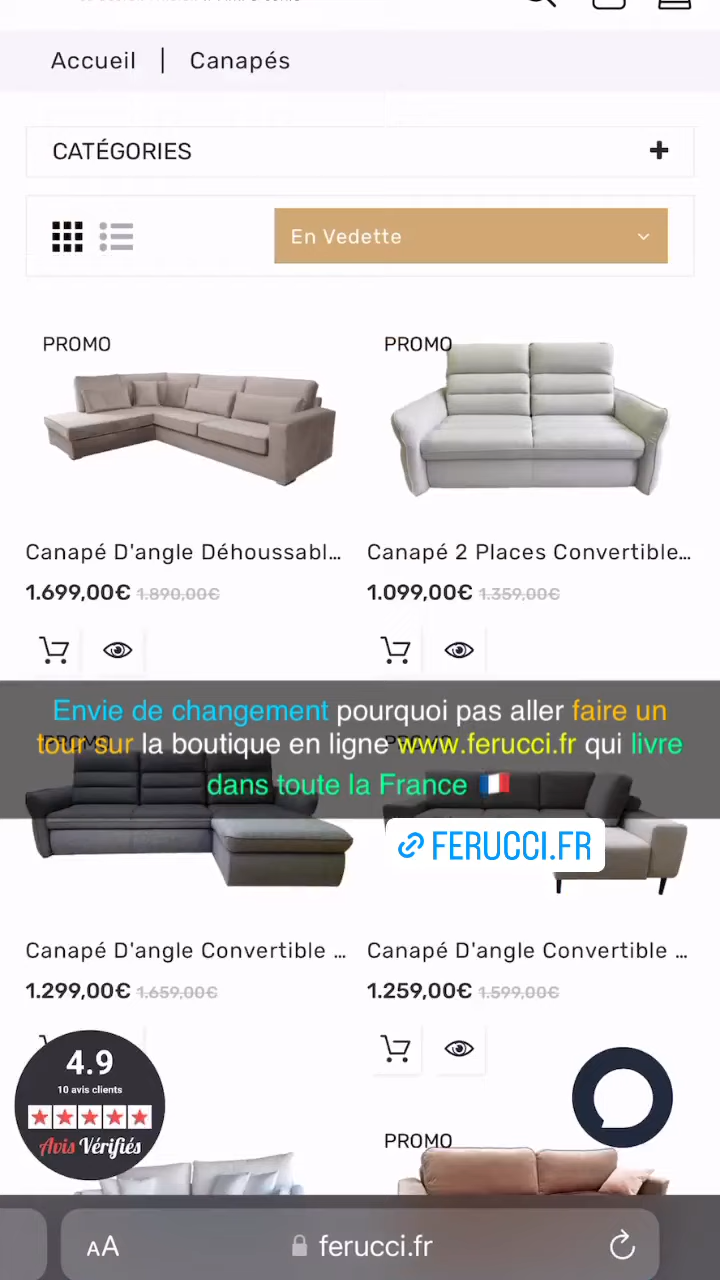 Accueil | Canapés
CATÉGORIES +
En Vedette
PROMO PROMO
Canapé D'angle Déhoussabl… Canapé 2 Places Convertible…
1.699,00€ 1.890,00€ 1.099,00€ 1.359,00€
Envie de changement pourquoi pas aller faire un
tour sur la boutique en ligne www.ferucci.fr qui livre
dans toute la France 🇫🇷
PROMO PROMO
FERUCCI.FR
Canapé D'angle Convertible … Canapé D'angle Convertible …
1.299,00€ 1.659,00€ 1.259,00€ 1.599,00€
4.9
10 avis clients
Avis Vérifiés
PROMO
AA ferucci.fr